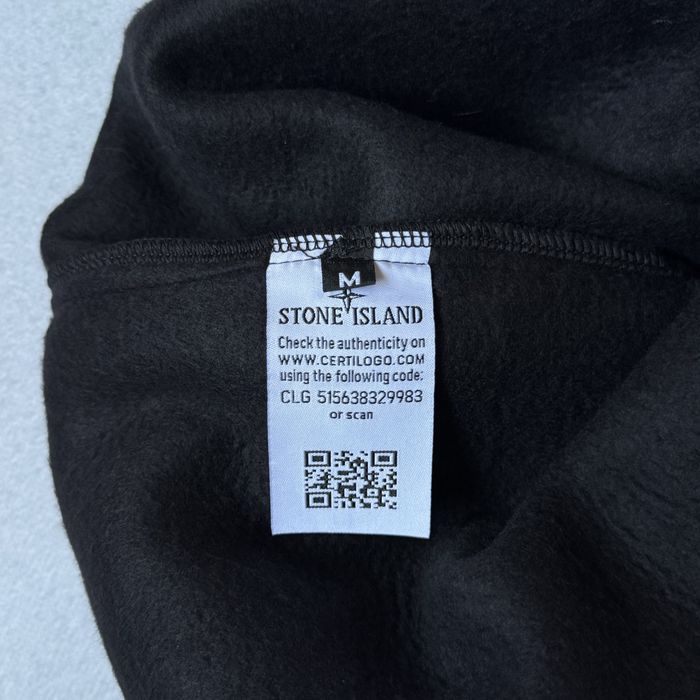 M
STONE ISLAND
Check the authenticity on
WWW.CERTILOGO.COM
using the following code:
CLG 515638329983
or scan